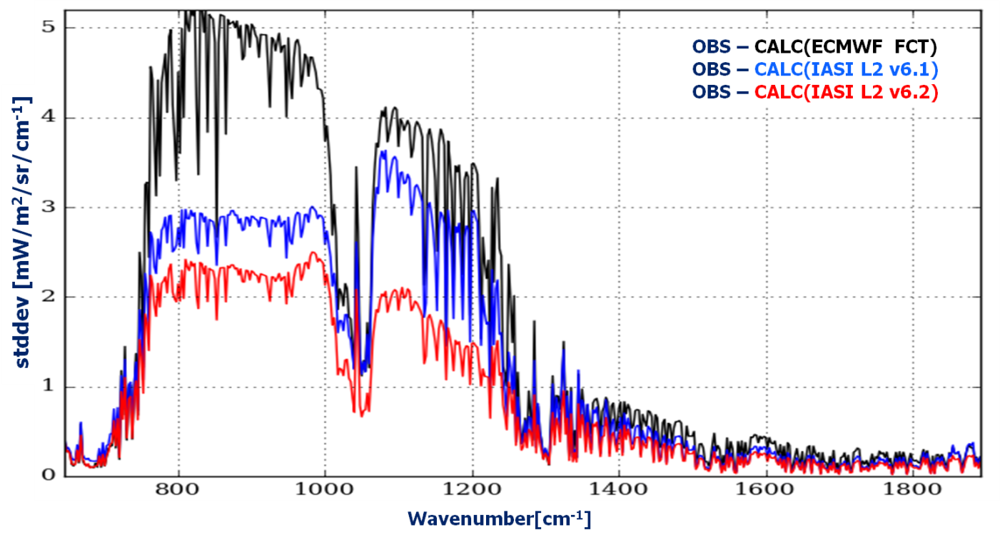 5
4
3
2
1
0
stddev [mW/m²/sr/cm⁻¹]
OBS – CALC(ECMWF FCT)
OBS – CALC(IASI L2 v6.1)
OBS – CALC(IASI L2 v6.2)
800 1000 1200 1400 1600 1800
Wavenumber[cm⁻¹]